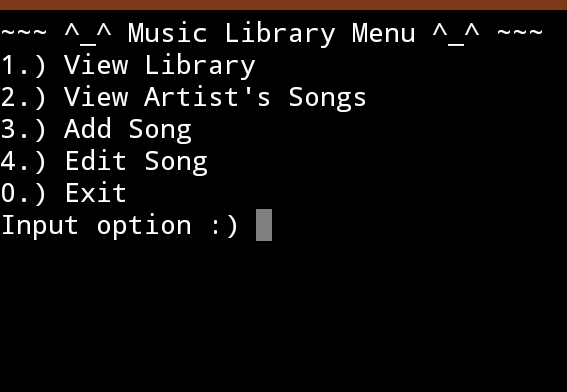 ~~~ ^_^ Music Library Menu ^_^ ~~~
1.) View Library
2.) View Artist's Songs
3.) Add Song
4.) Edit Song
0.) Exit
Input option :)